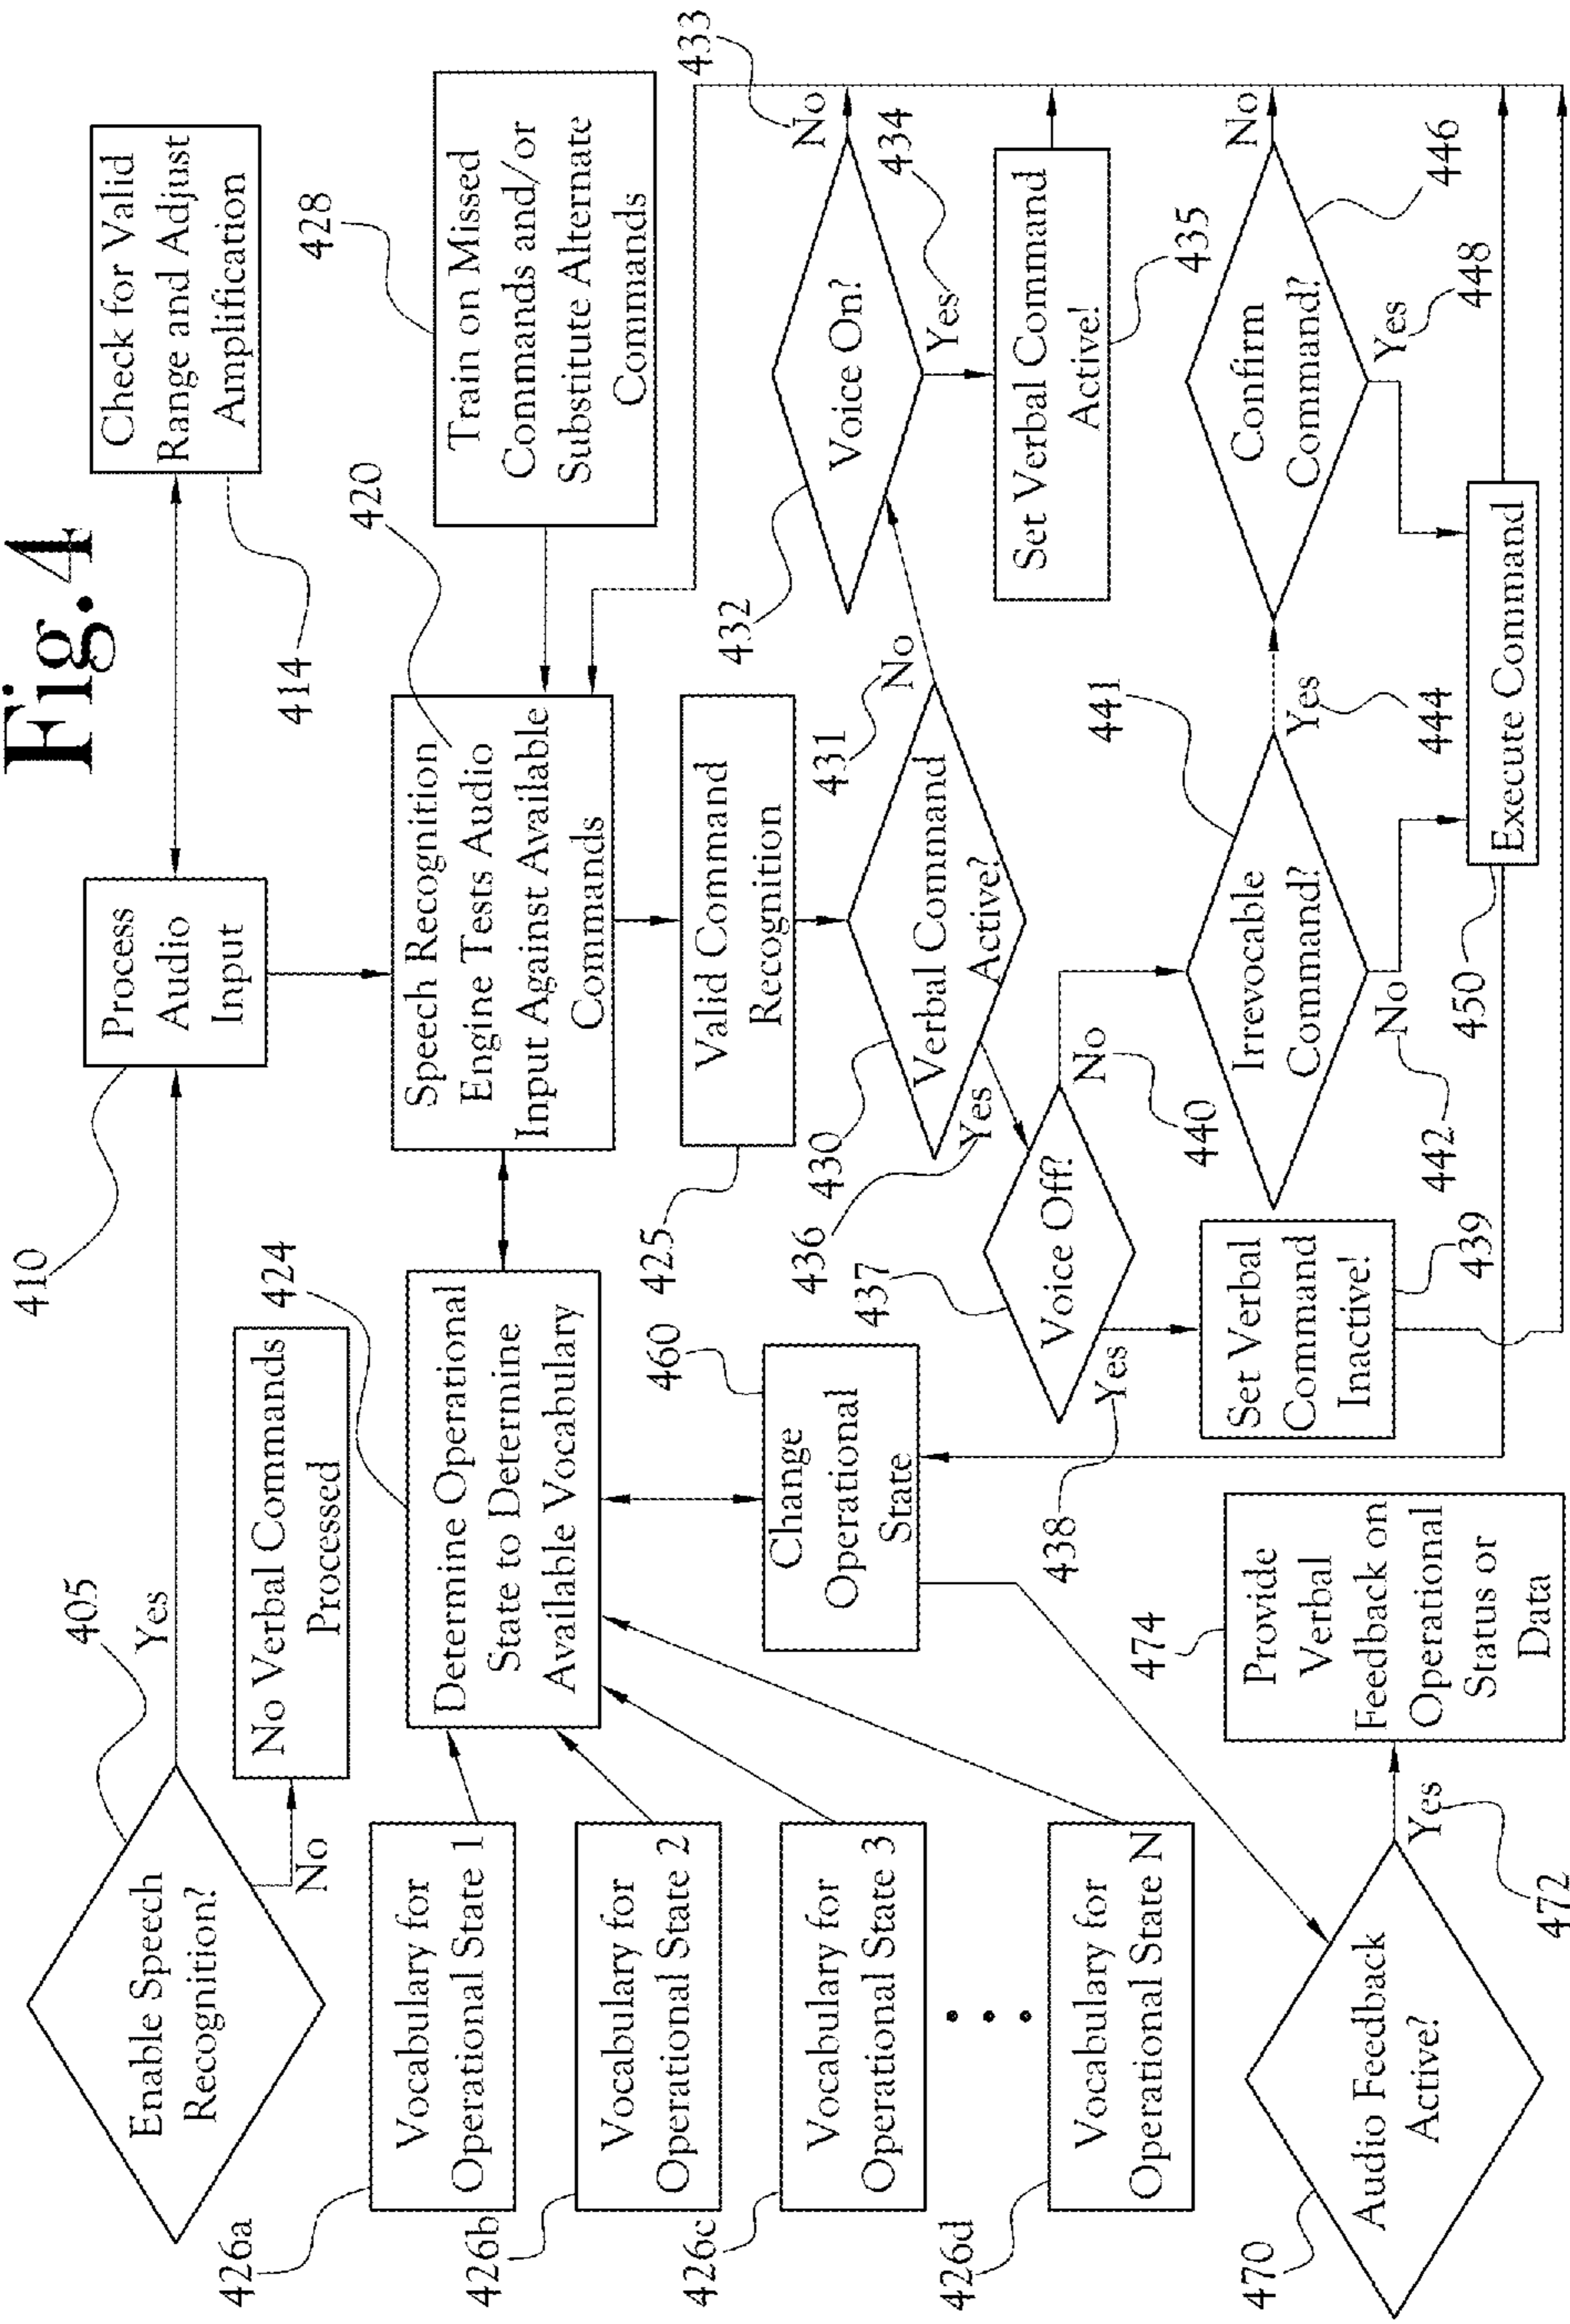 Fig. 4
405
Enable Speech
Recognition?
Yes
No
No Verbal Commands
Processed
410
Process
Audio
Input
414
Check for Valid
Range and Adjust
Amplification
426a
Vocabulary for
Operational State 1
426b
Vocabulary for
Operational State 2
426c
Vocabulary for
Operational State 3
426d
Vocabulary for
Operational State N
424
Determine Operational
State to Determine
Available Vocabulary
420
Speech Recognition
Engine Tests Audio
Input Against Available
Commands
428
Train on Missed
Commands and/or
Substitute Alternate
Commands
425
Valid Command
Recognition
430
Verbal Command
Active?
431
No
432
Voice On?
433
No
434
Yes
Set Verbal Command
Active!
435
436
Yes
437
Voice Off?
438
Yes
Set Verbal
Command
Inactive!
439
440
No
441
Irrevocable
Command?
442
No
444
Yes
Confirm
Command?
446
No
448
Yes
450
Execute Command
460
Change
Operational
State
470
Audio Feedback
Active?
472
Yes
474
Provide
Verbal
Feedback on
Operational
Status or
Data